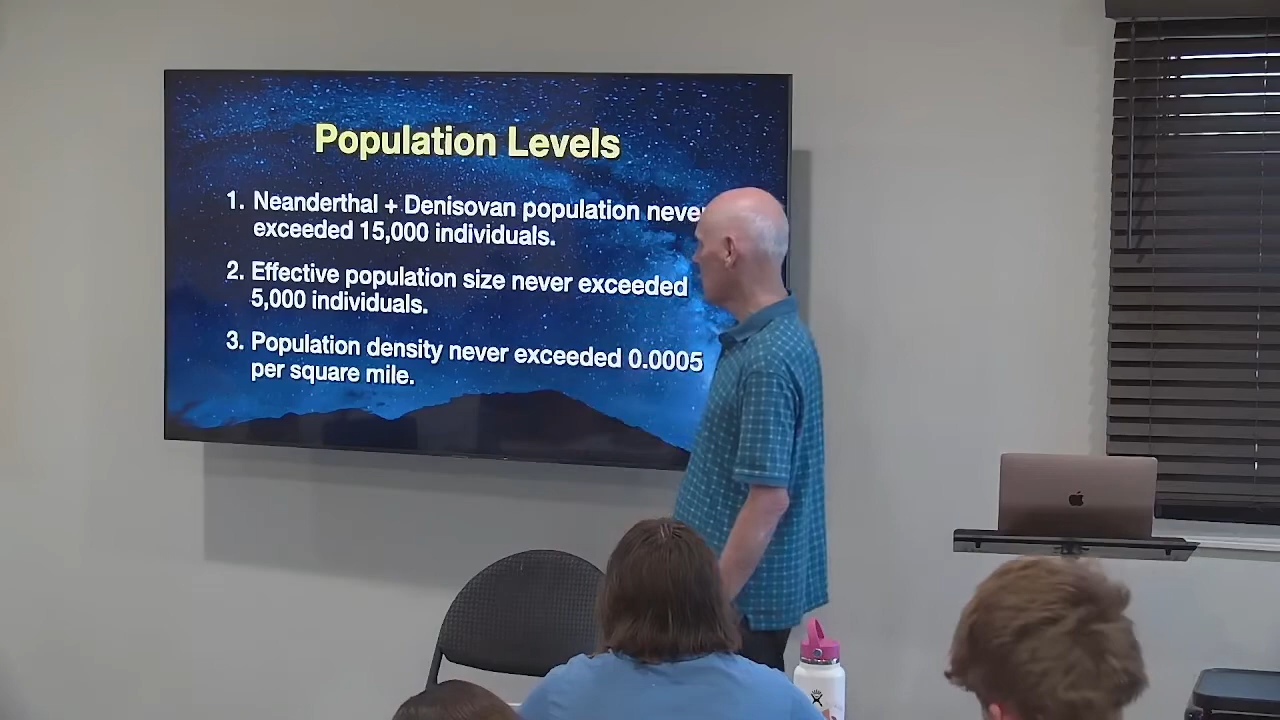 Population Levels
1. Neanderthal + Denisovan population never
exceeded 15,000 individuals.
2. Effective population size never exceeded
5,000 individuals.
3. Population density never exceeded 0.0005
per square mile.